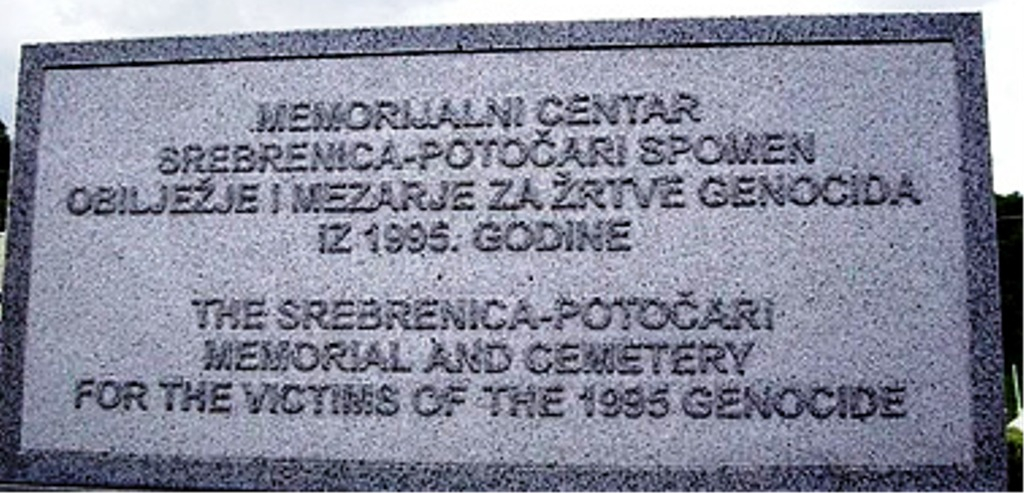 MEMORIJALNI CENTAR
SREBRENICA-POTOČARI SPOMEN
OBILJEŽJE I MEZARJE ZA ŽRTVE GENOCIDA
IZ 1995. GODINE
THE SREBRENICA-POTOČARI
MEMORIAL AND CEMETERY
FOR THE VICTIMS OF THE 1995 GENOCIDE